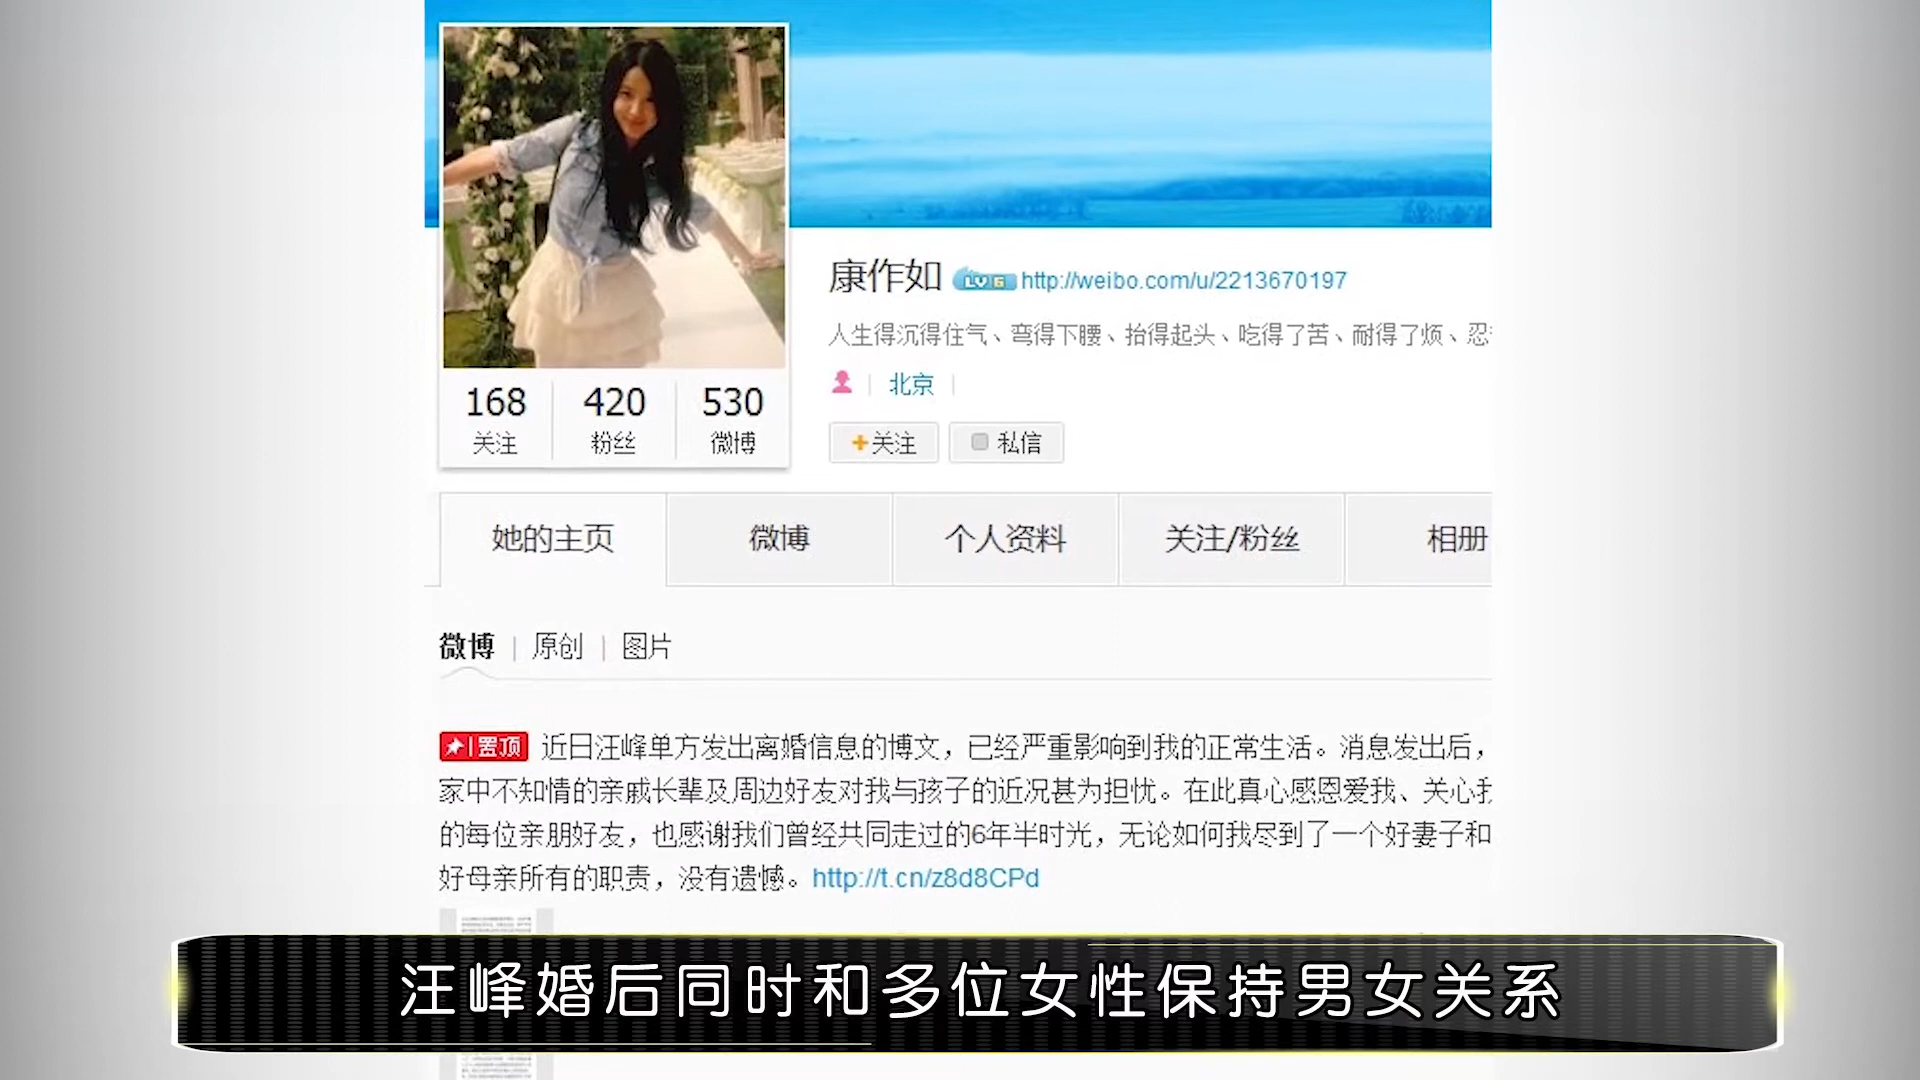 康作如 LV 6 http://weibo.com/u/2213670197
人生得沉得住气、弯得下腰、抬得起头、吃得了苦、耐得了烦、忍
北京
168 420 530
关注 粉丝 微博
+关注 私信
她的主页 微博 个人资料 关注/粉丝 相册
微博 | 原创 | 图片
置顶 近日汪峰单方发出离婚信息的博文，已经严重影响到我的正常生活。消息发出后，
家中不知情的亲戚长辈及周边好友对我与孩子的近况甚为担忧。在此真心感恩爱我、关心我
的每位亲朋好友，也感谢我们曾经共同走过的6年半时光，无论如何我尽到了一个好妻子和
好母亲所有的职责，没有遗憾。http://t.cn/z8d8CPd
汪峰婚后同时和多位女性保持男女关系